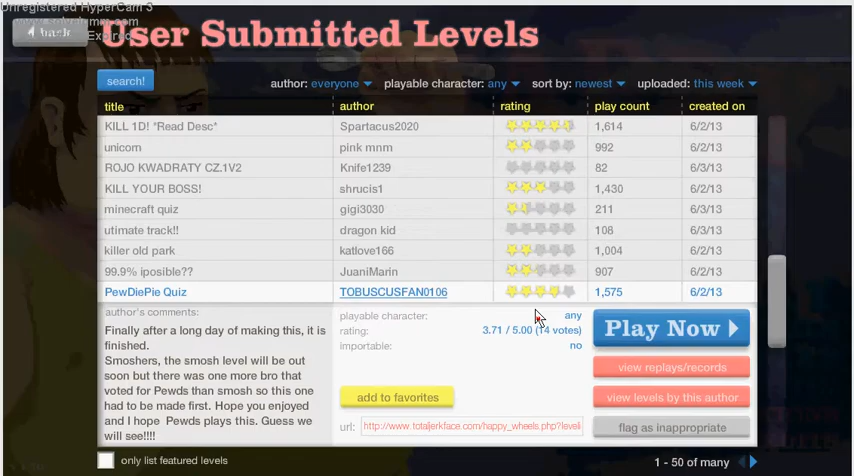 Unregistered HyperCam 3
www.solveigmm.com
Expired
back
User Submitted Levels
search!
author: everyone playable character: any sort by: newest uploaded: this week
title author rating play count created on
KILL 1D! *Read Desc* Spartacus2020 1,614 6/2/13
unicorn pink mnm 992 6/2/13
ROJO KWADRATY CZ.1V2 Knife1239 82 6/3/13
KILL YOUR BOSS! shrucis1 1,430 6/2/13
minecraft quiz gigi3030 211 6/3/13
utimate track!! dragon kid 108 6/3/13
killer old park katlove166 1,004 6/2/13
99.9% iposible?? JuaniMarin 907 6/2/13
PewDiePie Quiz TOBUSCUSFAN0106 1,575 6/2/13
author's comments:
Finally after a long day of making this, it is
finished.
Smoshers, the smosh level will be out
soon but there was one more bro that
voted for Pewds than smosh so this one
had to be made first. Hope you enjoyed
and i hope Pewds plays this. Guess we
will see!!!!
playable character: any
rating: 3.71 / 5.00 (14 votes)
importable: no
add to favorites
url: http://www.totaljerkface.com/happy_wheels.php?leveli
Play Now
view replays/records
view levels by this author
flag as inappropriate
only list featured levels
1 - 50 of many